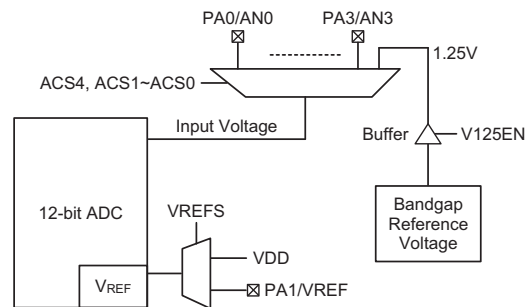 PA0/AN0
PA3/AN3
1.25V
ACS4, ACS1~ACS0
Input Voltage
Buffer
V125EN
12-bit ADC
VREFS
Bandgap
Reference
Voltage
VDD
VREF
PA1/VREF